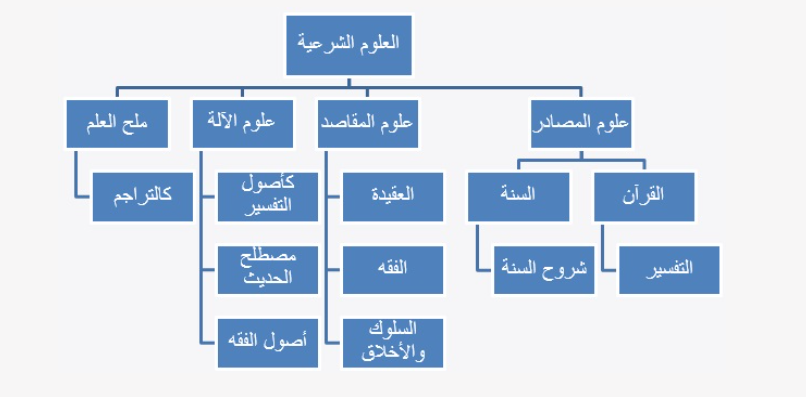 العلوم الشرعية
علوم المصادر
علوم المقاصد
علوم الآلة
ملح العلم
القرآن
السنة
العقيدة
كأصول
التفسير
كالتراجم
التفسير
شروح السنة
الفقه
مصطلح
الحديث
السلوك
والأخلاق
أصول الفقه